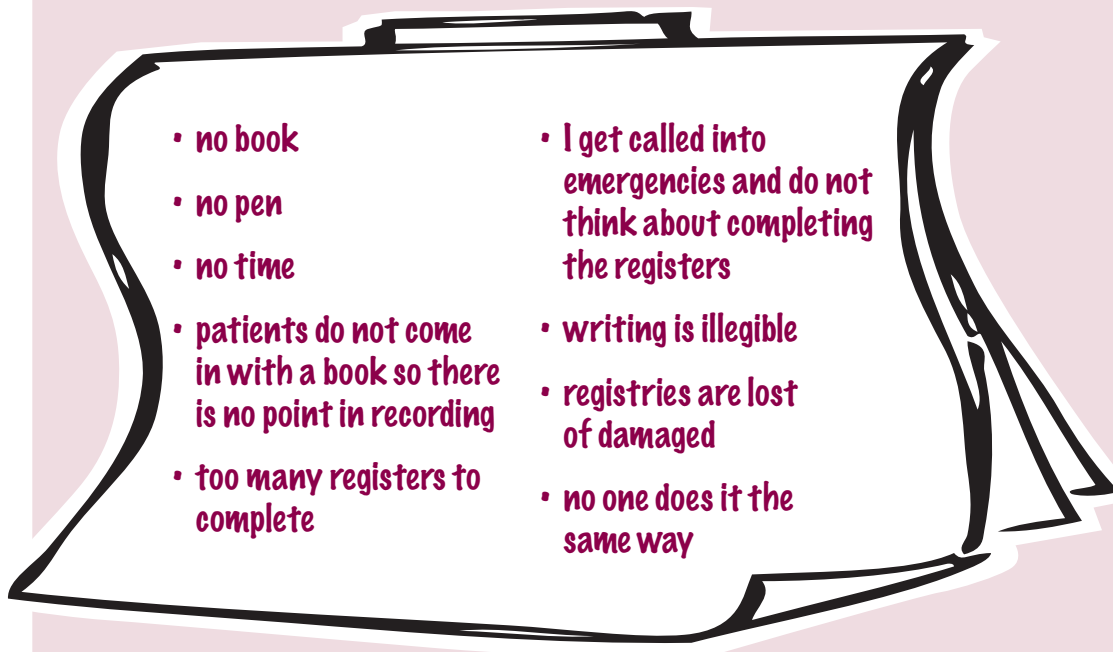 · no book
· no pen
· no time
· patients do not come
in with a book so there
is no point in recording
· too many registers to
complete
· I get called into
emergencies and do not
think about completing
the registers
· writing is illegible
· registries are lost
of damaged
· no one does it the
same way